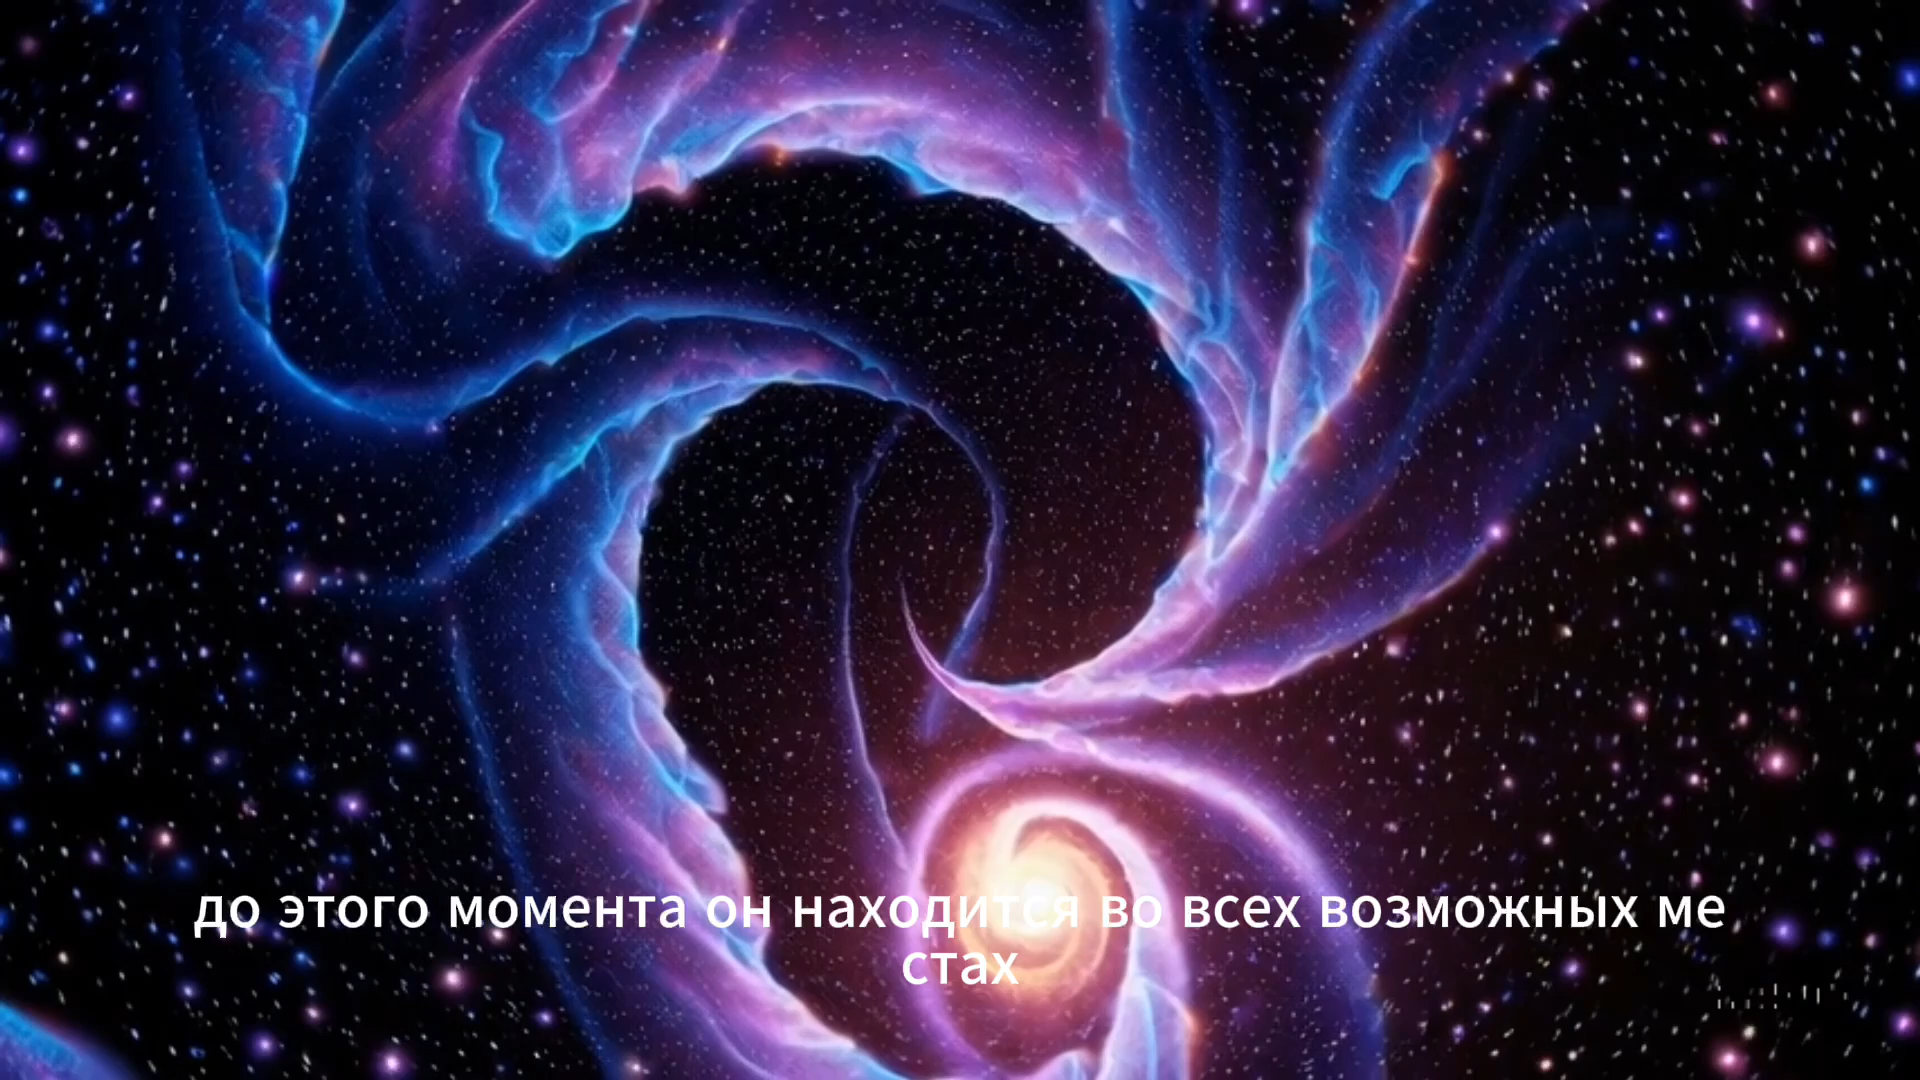 до этого момента он находится во всех возможных ме
стах